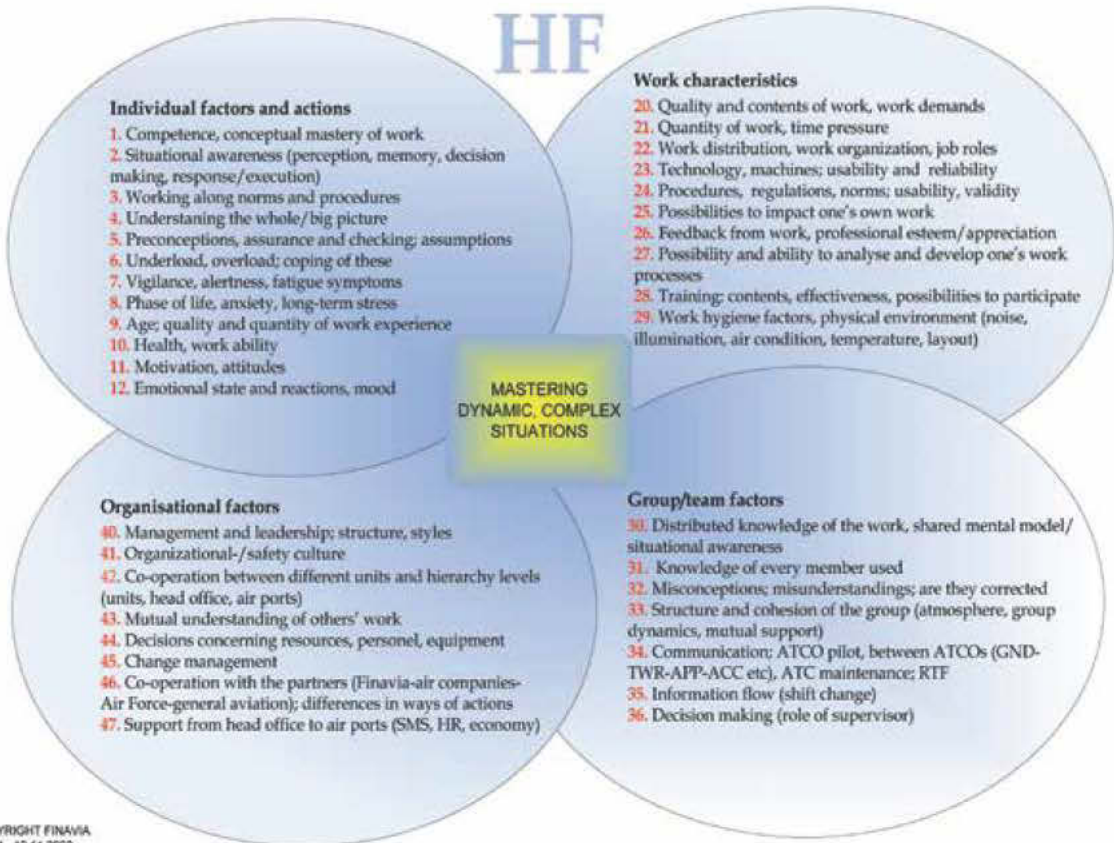 HF
Individual factors and actions
1. Competence, conceptual mastery of work
2. Situational awareness (perception, memory, decision
making, response/execution)
3. Working along norms and procedures
4. Understaning the whole/big picture
5. Preconceptions, assurance and checking; assumptions
6. Underload, overload; coping of these
7. Vigilance, alertness, fatigue symptoms
8. Phase of life, anxiety, long-term stress
9. Age; quality and quantity of work experience
10. Health, work ability
11. Motivation, attitudes
12. Emotional state and reactions, mood
Work characteristics
20. Quality and contents of work, work demands
21. Quantity of work, time pressure
22. Work distribution, work organization, job roles
23. Technology, machines; usability and reliability
24. Procedures, regulations, norms; usability, validity
25. Possibilities to impact one's own work
26. Feedback from work, professional esteem/appreciation
27. Possibility and ability to analyse and develop one's work
processes
28. Training; contents, effectiveness, possibilities to participate
29. Work hygiene factors, physical environment (noise,
illumination, air condition, temperature, layout)
MASTERING
DYNAMIC, COMPLEX
SITUATIONS
Organisational factors
40. Management and leadership; structure, styles
41. Organizational-/safety culture
42. Co-operation between different units and hierarchy levels
(units, head office, air ports)
43. Mutual understanding of others' work
44. Decisions concerning resources, personel, equipment
45. Change management
46. Co-operation with the partners (Finavia-air companies-
Air Force-general aviation); differences in ways of actions
47. Support from head office to air ports (SMS, HR, economy)
Group/team factors
30. Distributed knowledge of the work, shared mental model/
situational awareness
31. Knowledge of every member used
32. Misconceptions; misunderstandings; are they corrected
33. Structure and cohesion of the group (atmosphere, group
dynamics, mutual support)
34. Communication; ATCO pilot, between ATCOs (GND-
TWR-APP-ACC etc), ATC maintenance; RTF
35. Information flow (shift change)
36. Decision making (role of supervisor)
YRIGHT FINAVIA